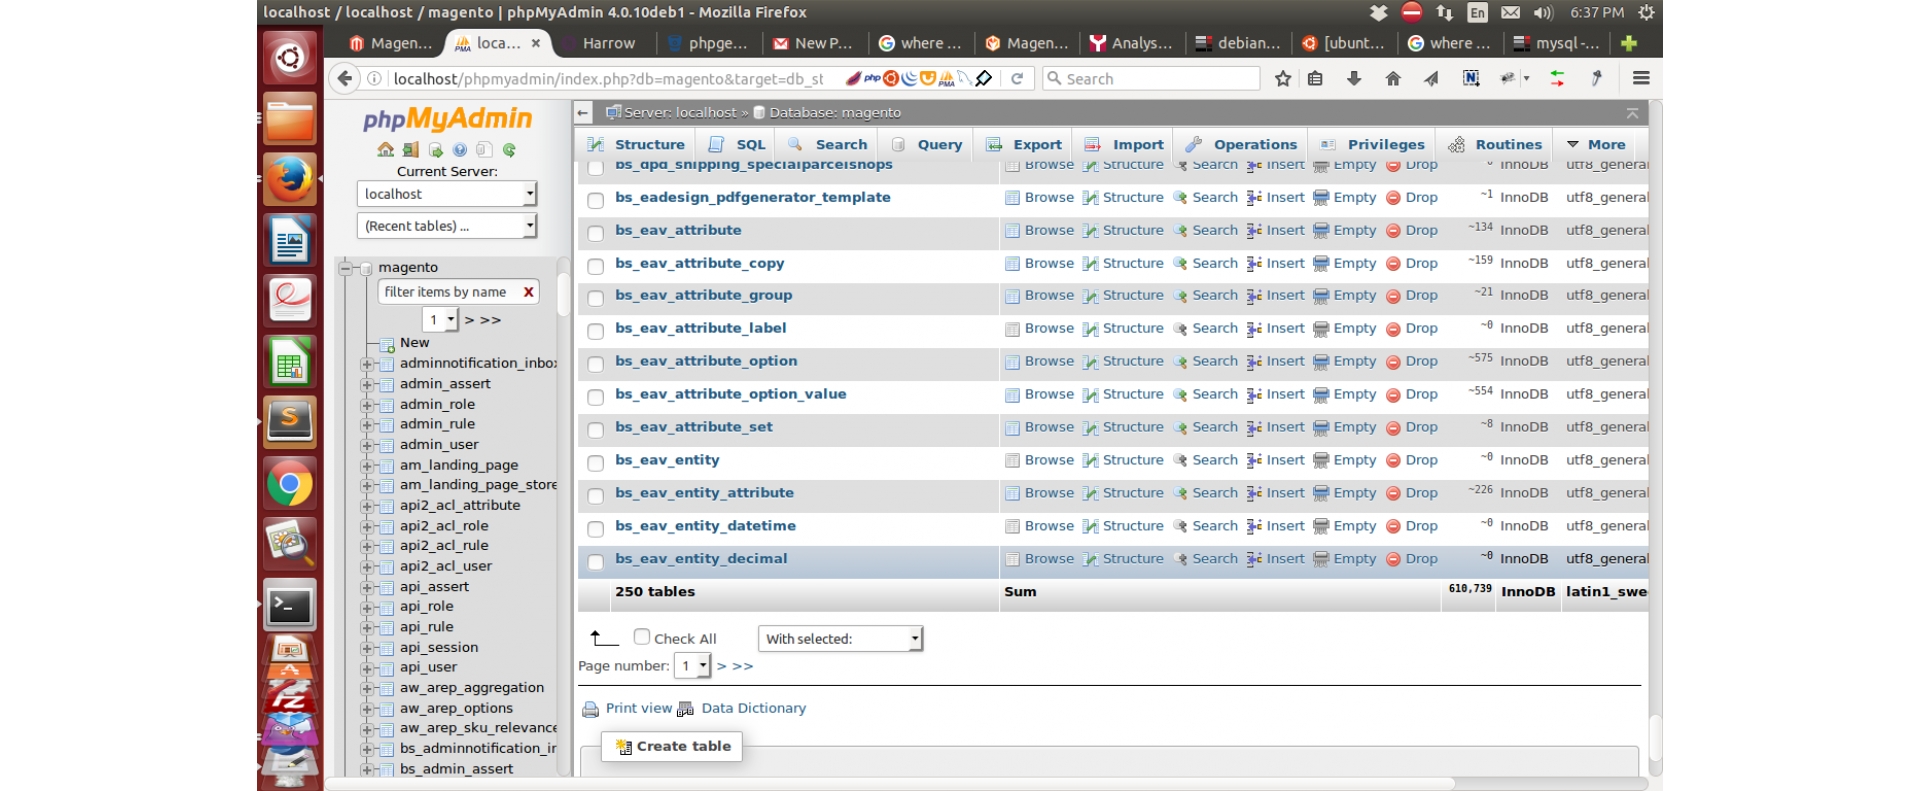 localhost / localhost / magento | phpMyAdmin 4.0.10deb1 - Mozilla Firefox
En
6:37 PM
Magen...
loca...
Harrow
phpge...
New P...
where ...
Magen...
Analys...
debian...
[ubunt...
where ...
mysql -...
localhost/phpmyadmin/index.php?db=magento&target=db_st
Search
phpMyAdmin
Current Server:
localhost
(Recent tables) ...
magento
filter items by name X
1 > >>
New
adminnotification_inbo
admin_assert
admin_role
admin_rule
admin_user
am_landing_page
am_landing_page_store
api2_acl_attribute
api2_acl_role
api2_acl_rule
api2_acl_user
api_assert
api_role
api_rule
api_session
api_user
aw_arep_aggregation
aw_arep_options
aw_arep_sku_relevance
bs_adminnotification_ir
bs_admin_assert
Server: localhost » Database: magento
Structure SQL Search Query Export Import Operations Privileges Routines More
bs_dpd_shipping_specialparcelshops Browse Structure Search Insert Empty Drop InnoDB utf8_general
bs_eadesign_pdfgenerator_template Browse Structure Search Insert Empty Drop ~1 InnoDB utf8_general
bs_eav_attribute Browse Structure Search Insert Empty Drop ~134 InnoDB utf8_general
bs_eav_attribute_copy Browse Structure Search Insert Empty Drop ~159 InnoDB utf8_general
bs_eav_attribute_group Browse Structure Search Insert Empty Drop ~21 InnoDB utf8_general
bs_eav_attribute_label Browse Structure Search Insert Empty Drop ~0 InnoDB utf8_general
bs_eav_attribute_option Browse Structure Search Insert Empty Drop ~575 InnoDB utf8_general
bs_eav_attribute_option_value Browse Structure Search Insert Empty Drop ~554 InnoDB utf8_general
bs_eav_attribute_set Browse Structure Search Insert Empty Drop ~8 InnoDB utf8_general
bs_eav_entity Browse Structure Search Insert Empty Drop ~0 InnoDB utf8_general
bs_eav_entity_attribute Browse Structure Search Insert Empty Drop ~226 InnoDB utf8_general
bs_eav_entity_datetime Browse Structure Search Insert Empty Drop ~0 InnoDB utf8_general
bs_eav_entity_decimal Browse Structure Search Insert Empty Drop ~0 InnoDB utf8_general
250 tables Sum 610,739 InnoDB latin1_swe
Check All With selected:
Page number: 1 > >>
Print view Data Dictionary
Create table